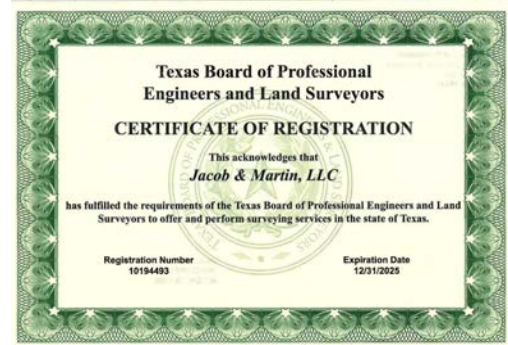 Texas Board of Professional
Engineers and Land Surveyors
CERTIFICATE OF REGISTRATION
This acknowledges that
Jacob & Martin, LLC
has fulfilled the requirements of the Texas Board of Professional Engineers and Land
Surveyors to offer and perform surveying services in the state of Texas.
Registration Number
10194493
Expiration Date
12/31/2025